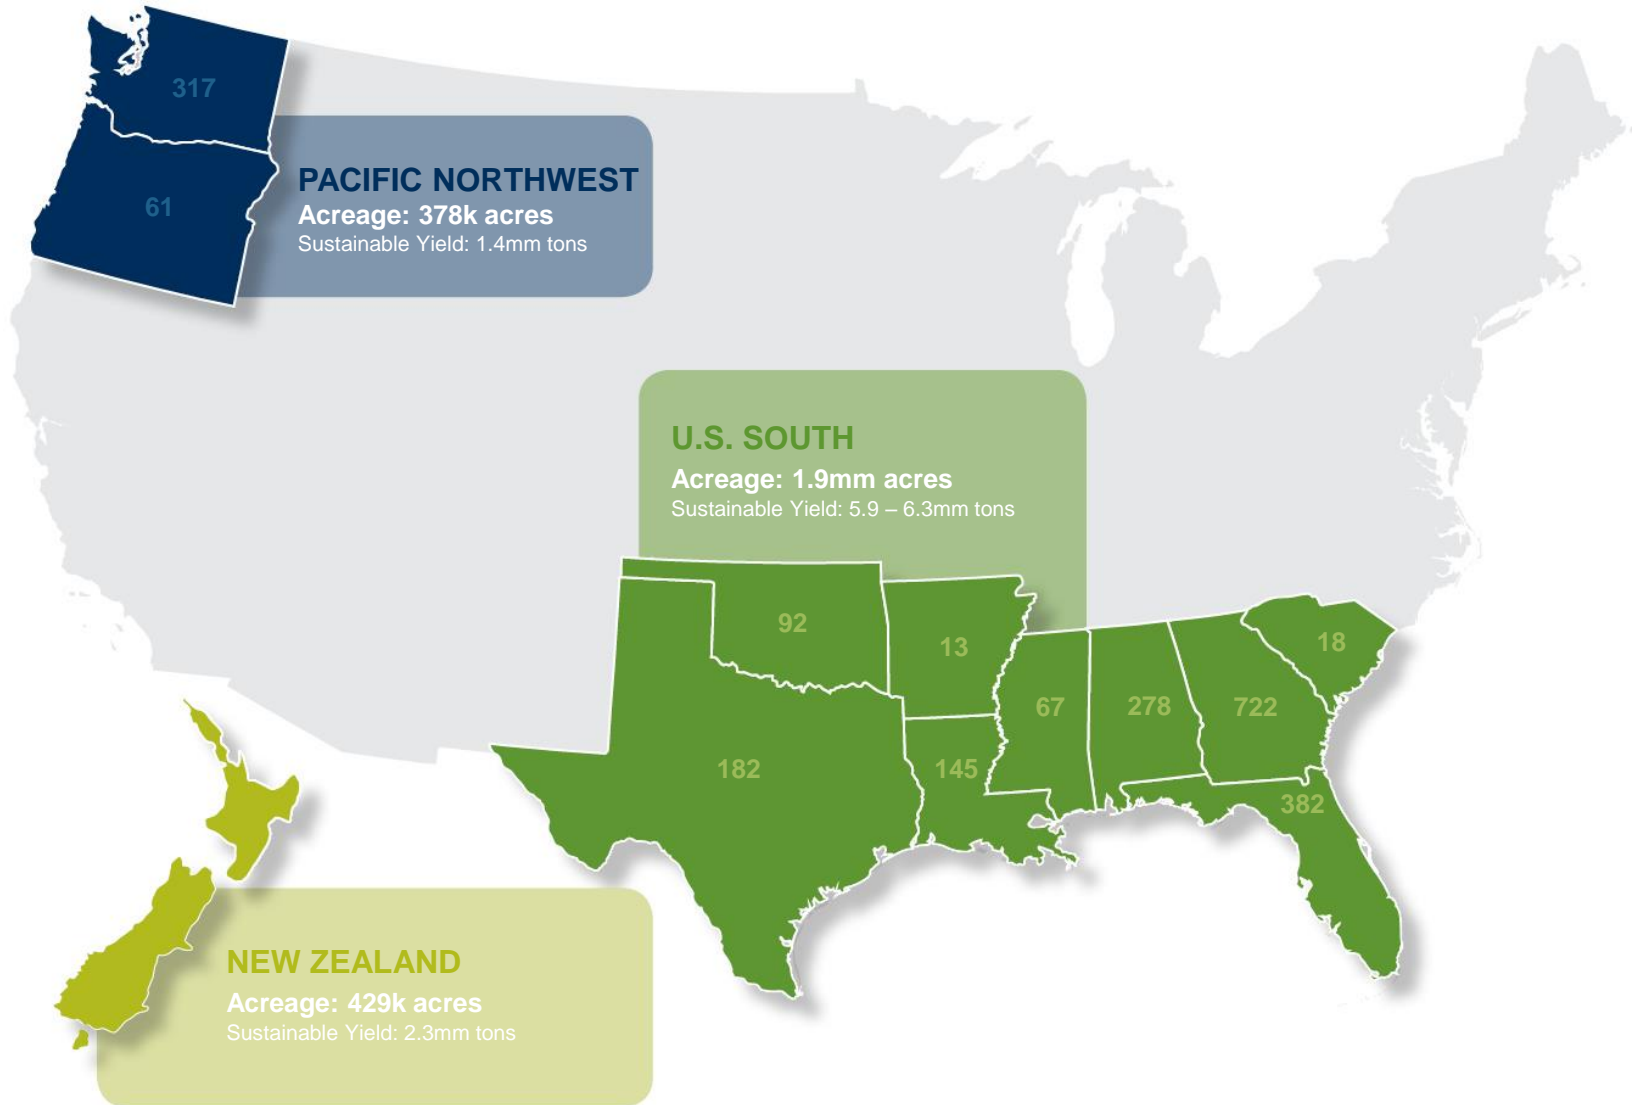 317
61
PACIFIC NORTHWEST
Acreage: 378k acres
Sustainable Yield: 1.4mm tons
U.S. SOUTH
Acreage: 1.9mm acres
Sustainable Yield: 5.9 – 6.3mm tons
92
13
18
67
278
722
182
145
382
NEW ZEALAND
Acreage: 429k acres
Sustainable Yield: 2.3mm tons